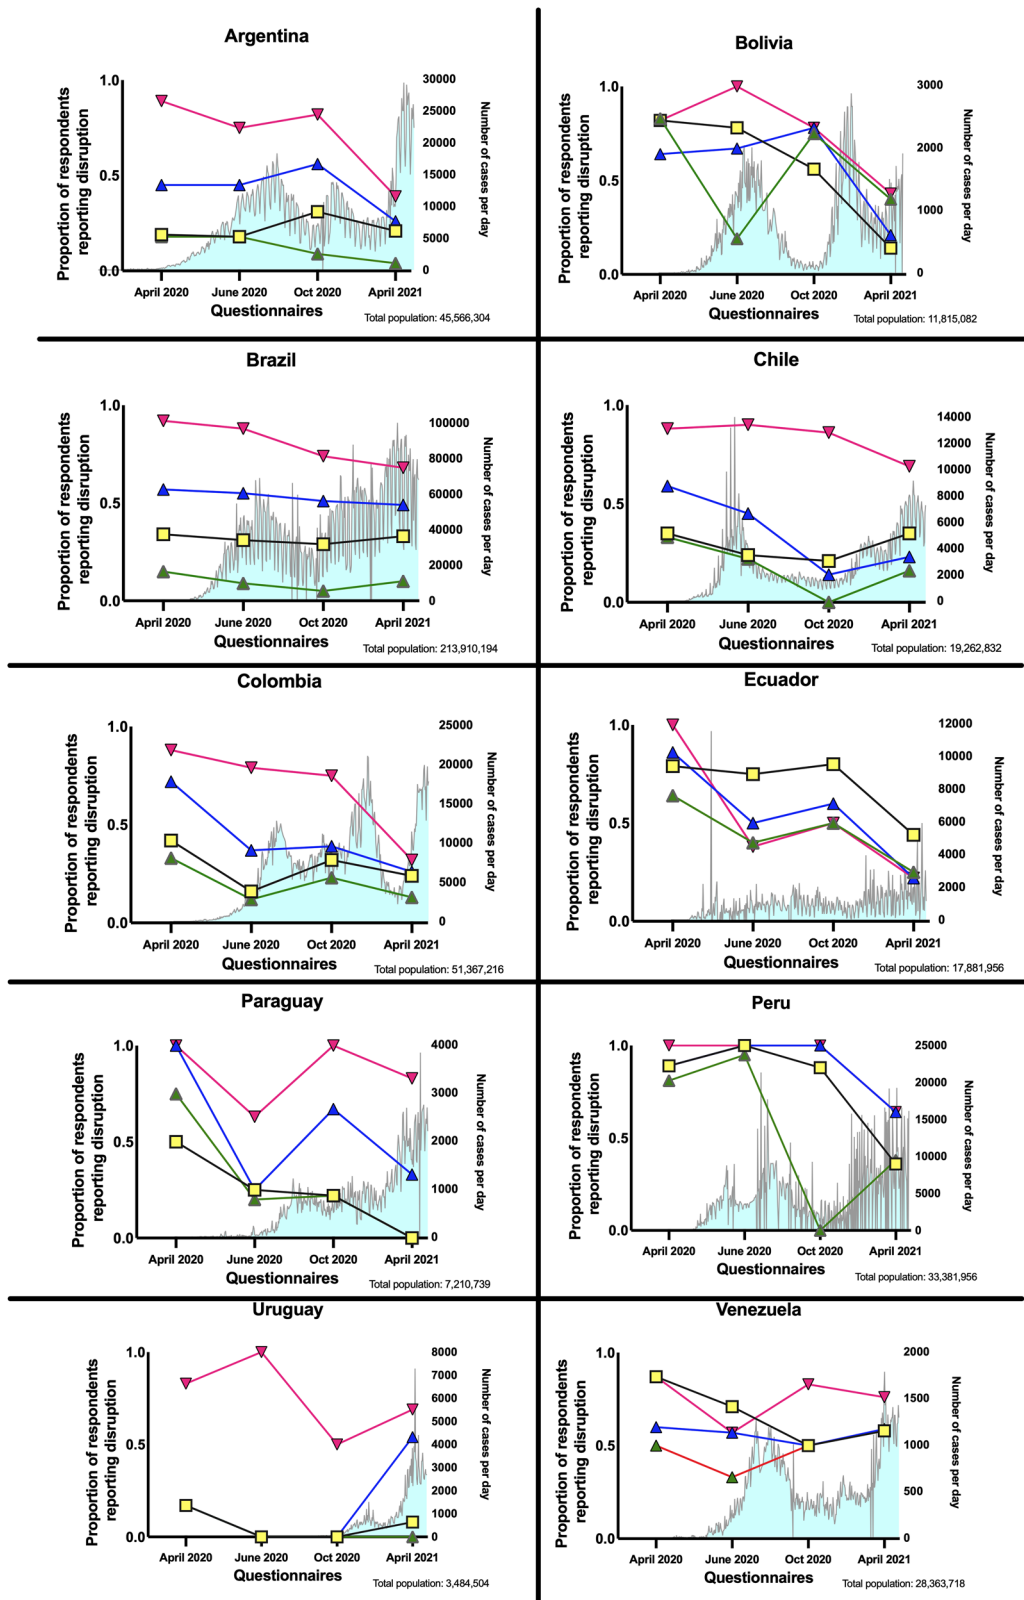 Argentina
1.0
0.5
0.0
Proportion of respondents
reporting disruption
30000
25000
20000
15000
10000
5000
0
Number of cases per day
April 2020 June 2020 Oct 2020 April 2021
Questionnaires
Total population: 45,566,304
Bolivia
1.0
0.5
0.0
Proportion of respondents
reporting disruption
3000
2000
1000
0
Number of cases per day
April 2020 June 2020 Oct 2020 April 2021
Questionnaires
Total population: 11,815,082
Brazil
1.0
0.5
0.0
Proportion of respondents
reporting disruption
100000
80000
60000
40000
20000
0
Number of cases per day
April 2020 June 2020 Oct 2020 April 2021
Questionnaires
Total population: 213,910,194
Chile
1.0
0.5
0.0
Proportion of respondents
reporting disruption
14000
12000
10000
8000
6000
4000
2000
0
Number of cases per day
April 2020 June 2020 Oct 2020 April 2021
Questionnaires
Total population: 19,262,832
Colombia
1.0
0.5
0.0
Proportion of respondents
reporting disruption
25000
20000
15000
10000
5000
0
Number of cases per day
April 2020 June 2020 Oct 2020 April 2021
Questionnaires
Total population: 51,367,216
Ecuador
1.0
0.5
0.0
Proportion of respondents
reporting disruption
12000
10000
8000
6000
4000
2000
0
Number of cases per day
April 2020 June 2020 Oct 2020 April 2021
Questionnaires
Total population: 17,881,956
Paraguay
1.0
0.5
0.0
Proportion of respondents
reporting disruption
4000
3000
2000
1000
0
Number of cases per day
April 2020 June 2020 Oct 2020 April 2021
Questionnaires
Total population: 7,210,739
Peru
1.0
0.5
0.0
Proportion of respondents
reporting disruption
25000
20000
15000
10000
5000
0
Number of cases per day
April 2020 June 2020 Oct 2020 April 2021
Questionnaires
Total population: 33,381,956
Uruguay
1.0
0.5
0.0
Proportion of respondents
reporting disruption
8000
7000
6000
5000
4000
3000
2000
1000
0
Number of cases per day
April 2020 June 2020 Oct 2020 April 2021
Questionnaires
Total population: 3,484,504
Venezuela
1.0
0.5
0.0
Proportion of respondents
reporting disruption
2000
1500
1000
500
0
Number of cases per day
April 2020 June 2020 Oct 2020 April 2021
Questionnaires
Total population: 28,363,718